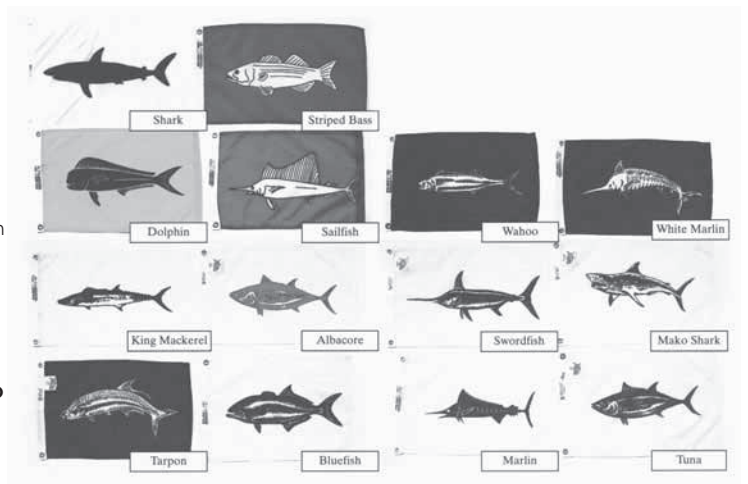 Shark
Striped Bass
Dolphin
Sailfish
Wahoo
White Marlin
King Mackerel
Albacore
Swordfish
Mako Shark
Tarpon
Bluefish
Marlin
Tuna